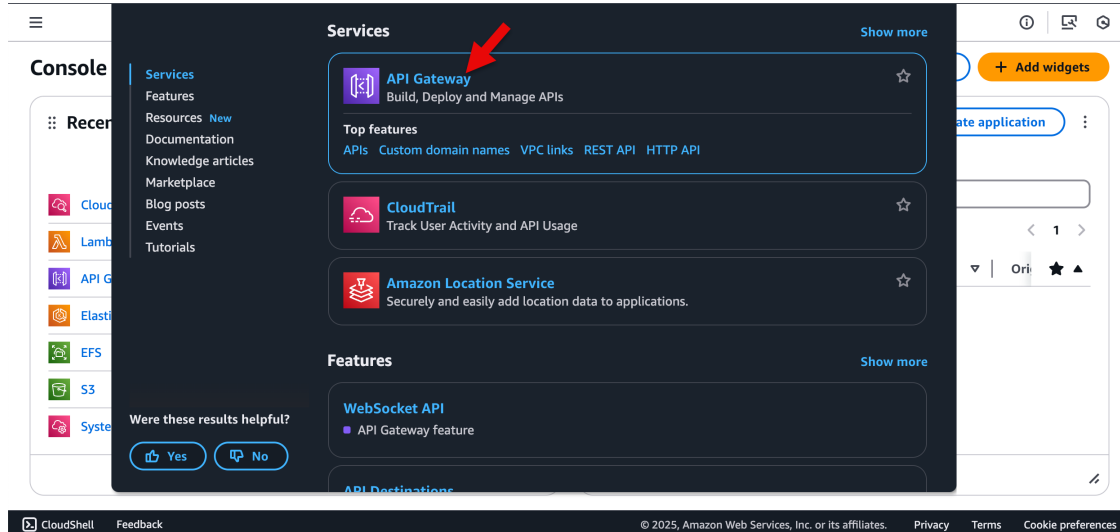 Console
+ Add widgets
Recer
ate application
Cloud
Lamb
API G
Elasti
EFS
S3
Syste
1
Ori
Services
Features
Resources New
Documentation
Knowledge articles
Marketplace
Blog posts
Events
Tutorials
Were these results helpful?
Yes
No
Services
Show more
API Gateway
Build, Deploy and Manage APIs
Top features
APIs Custom domain names VPC links REST API HTTP API
CloudTrail
Track User Activity and API Usage
Amazon Location Service
Securely and easily add location data to applications.
Features
Show more
WebSocket API
API Gateway feature
API Destinations
CloudShell Feedback
© 2025, Amazon Web Services, Inc. or its affiliates. Privacy Terms Cookie preferences